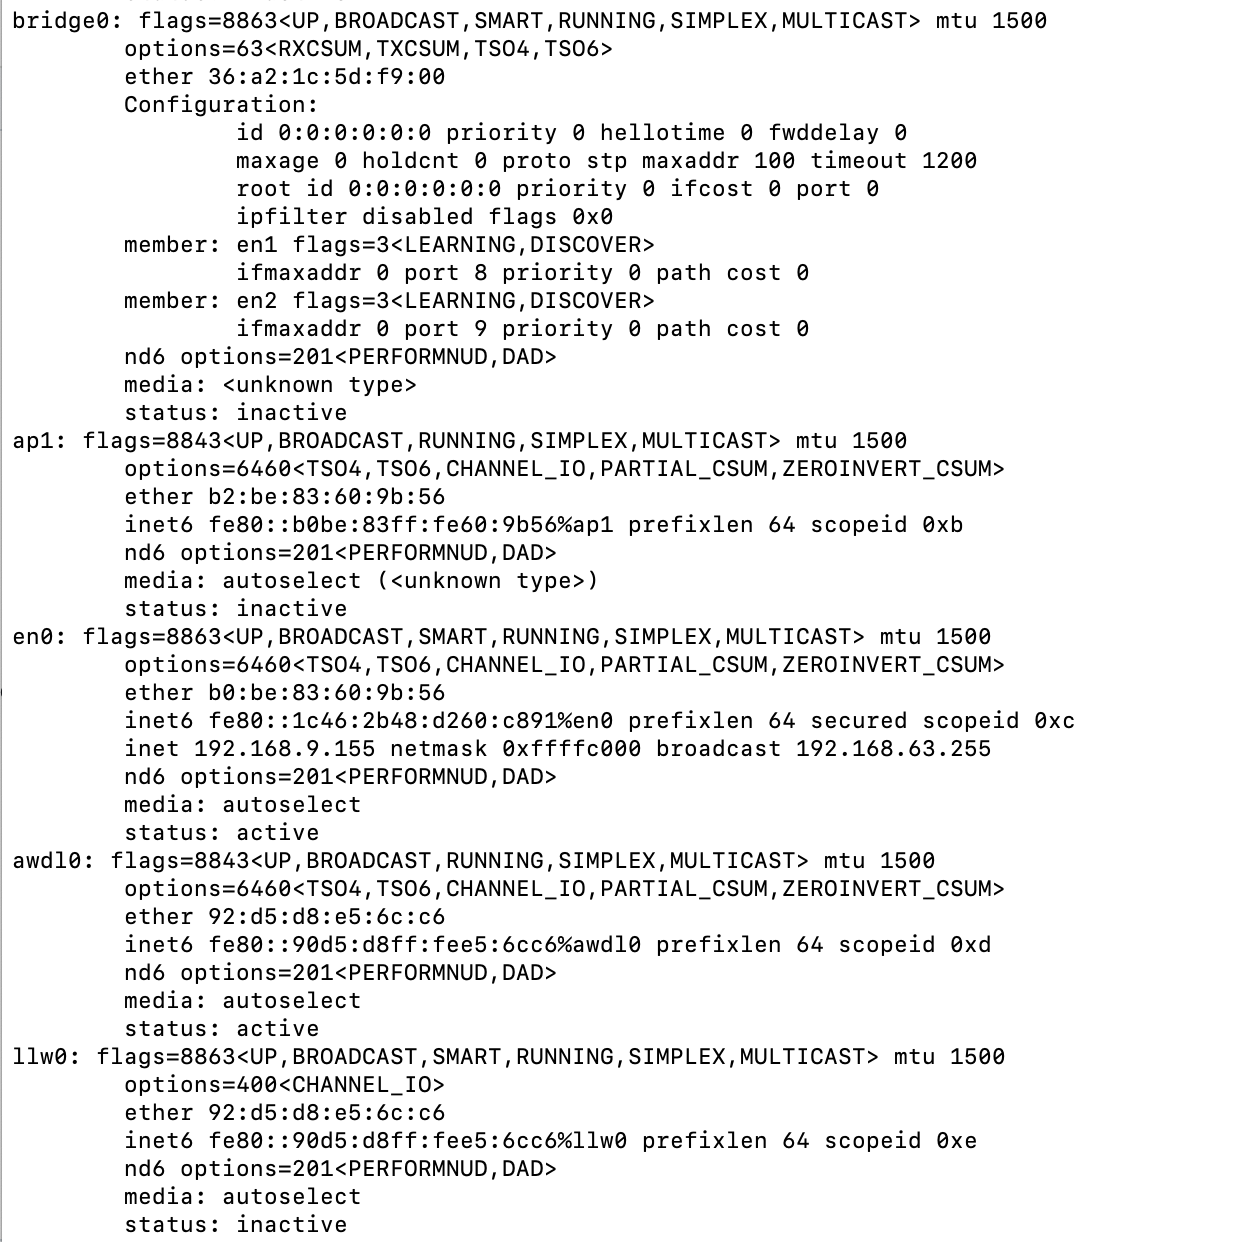 bridge0: flags=8863<UP,BROADCAST,SMART,RUNNING,SIMPLEX,MULTICAST> mtu 1500
options=63<RXCSUM,TXCSUM,TSO4,TSO6>
ether 36:a2:1c:5d:f9:00
Configuration:
id 0:0:0:0:0:0 priority 0 hellotime 0 fwddelay 0
maxage 0 holdcnt 0 proto stp maxaddr 100 timeout 1200
root id 0:0:0:0:0:0 priority 0 ifcost 0 port 0
ipfilter disabled flags 0x0
member: en1 flags=3<LEARNING,DISCOVER>
ifmaxaddr 0 port 8 priority 0 path cost 0
member: en2 flags=3<LEARNING,DISCOVER>
ifmaxaddr 0 port 9 priority 0 path cost 0
nd6 options=201<PERFORMNUD,DAD>
media: <unknown type>
status: inactive
ap1: flags=8843<UP,BROADCAST,RUNNING,SIMPLEX,MULTICAST> mtu 1500
options=6460<TSO4,TSO6,CHANNEL_IO,PARTIAL_CSUM,ZEROINVERT_CSUM>
ether b2:be:83:60:9b:56
inet6 fe80::b0be:83ff:fe60:9b56%ap1 prefixlen 64 scopeid 0xb
nd6 options=201<PERFORMNUD,DAD>
media: autoselect (<unknown type>)
status: inactive
en0: flags=8863<UP,BROADCAST,SMART,RUNNING,SIMPLEX,MULTICAST> mtu 1500
options=6460<TSO4,TSO6,CHANNEL_IO,PARTIAL_CSUM,ZEROINVERT_CSUM>
ether b0:be:83:60:9b:56
inet6 fe80::1c46:2b48:d260:c891%en0 prefixlen 64 secured scopeid 0xc
inet 192.168.9.155 netmask 0xffffc000 broadcast 192.168.63.255
nd6 options=201<PERFORMNUD,DAD>
media: autoselect
status: active
awdl0: flags=8843<UP,BROADCAST,RUNNING,SIMPLEX,MULTICAST> mtu 1500
options=6460<TSO4,TSO6,CHANNEL_IO,PARTIAL_CSUM,ZEROINVERT_CSUM>
ether 92:d5:d8:e5:6c:c6
inet6 fe80::90d5:d8ff:fee5:6cc6%awdl0 prefixlen 64 scopeid 0xd
nd6 options=201<PERFORMNUD,DAD>
media: autoselect
status: active
llw0: flags=8863<UP,BROADCAST,SMART,RUNNING,SIMPLEX,MULTICAST> mtu 1500
options=400<CHANNEL_IO>
ether 92:d5:d8:e5:6c:c6
inet6 fe80::90d5:d8ff:fee5:6cc6%llw0 prefixlen 64 scopeid 0xe
nd6 options=201<PERFORMNUD,DAD>
media: autoselect
status: inactive